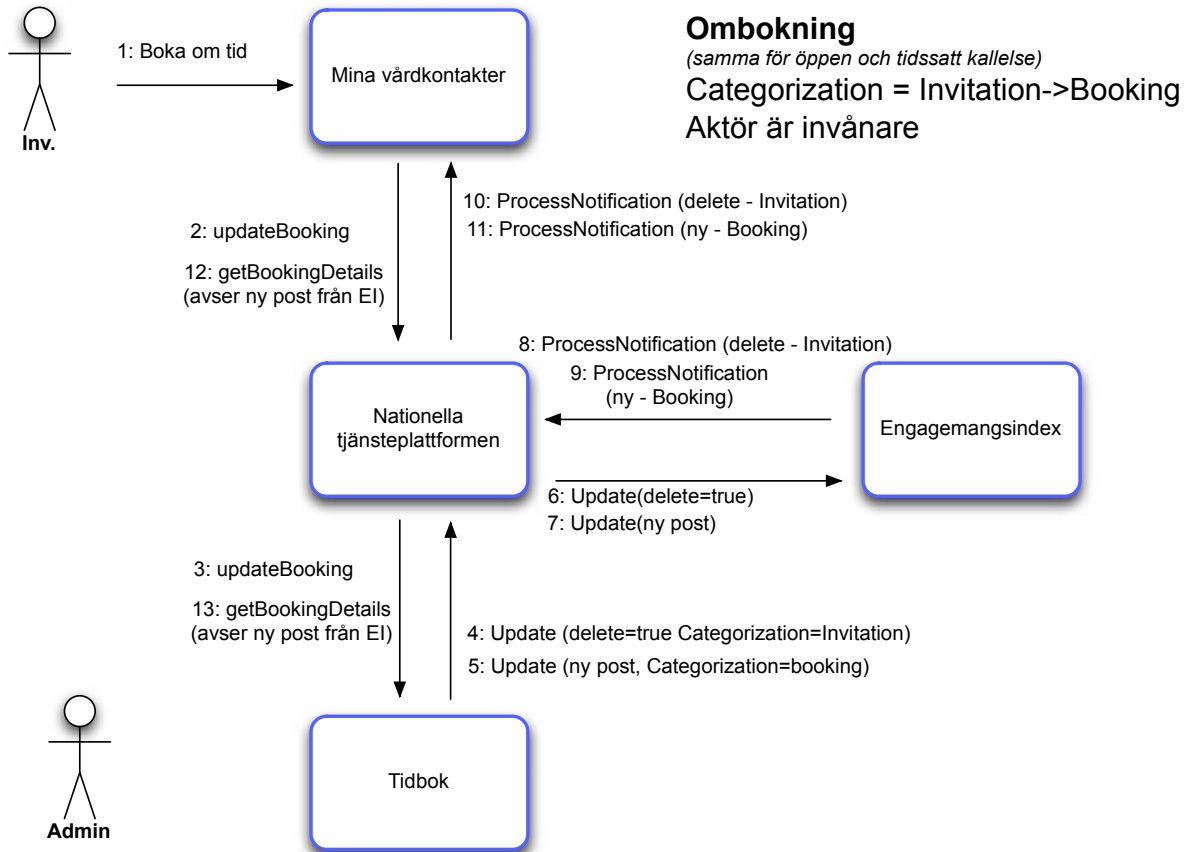 Ombokning
(samma för öppen och tidssatt kallelse)
Categorization = Invitation->Booking
Aktör är invånare
Inv.
1: Boka om tid
Mina vårdkontakter
2: updateBooking
12: getBookingDetails
(avser ny post från EI)
10: ProcessNotification (delete - Invitation)
11: ProcessNotification (ny - Booking)
8: ProcessNotification (delete - Invitation)
9: ProcessNotification
(ny - Booking)
Nationella
tjänsteplattformen
Engagemangsindex
6: Update(delete=true)
7: Update(ny post)
3: updateBooking
13: getBookingDetails
(avser ny post från EI)
4: Update (delete=true Categorization=Invitation)
5: Update (ny post, Categorization=booking)
Tidbok
Admin